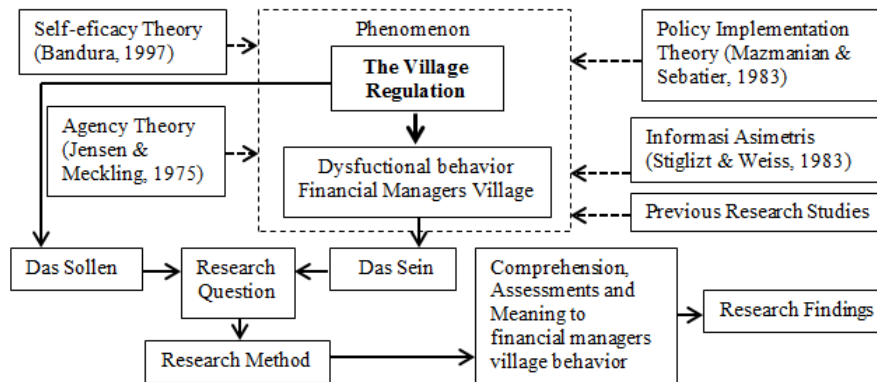 Self-eficacy Theory
(Bandura, 1997)
Phenomenon
The Village
Regulation
Policy Implementation
Theory (Mazmanian &
Sebatier, 1983)
Agency Theory
(Jensen &
Meckling, 1975)
Dysfuctional behavior
Financial Managers Village
Informasi Asimetris
(Stiglizt & Weiss, 1983)
Previous Research Studies
Das Sollen
Research
Question
Das Sein
Comprehension,
Assessments and
Meaning to
financial managers
village behavior
Research Findings
Research Method